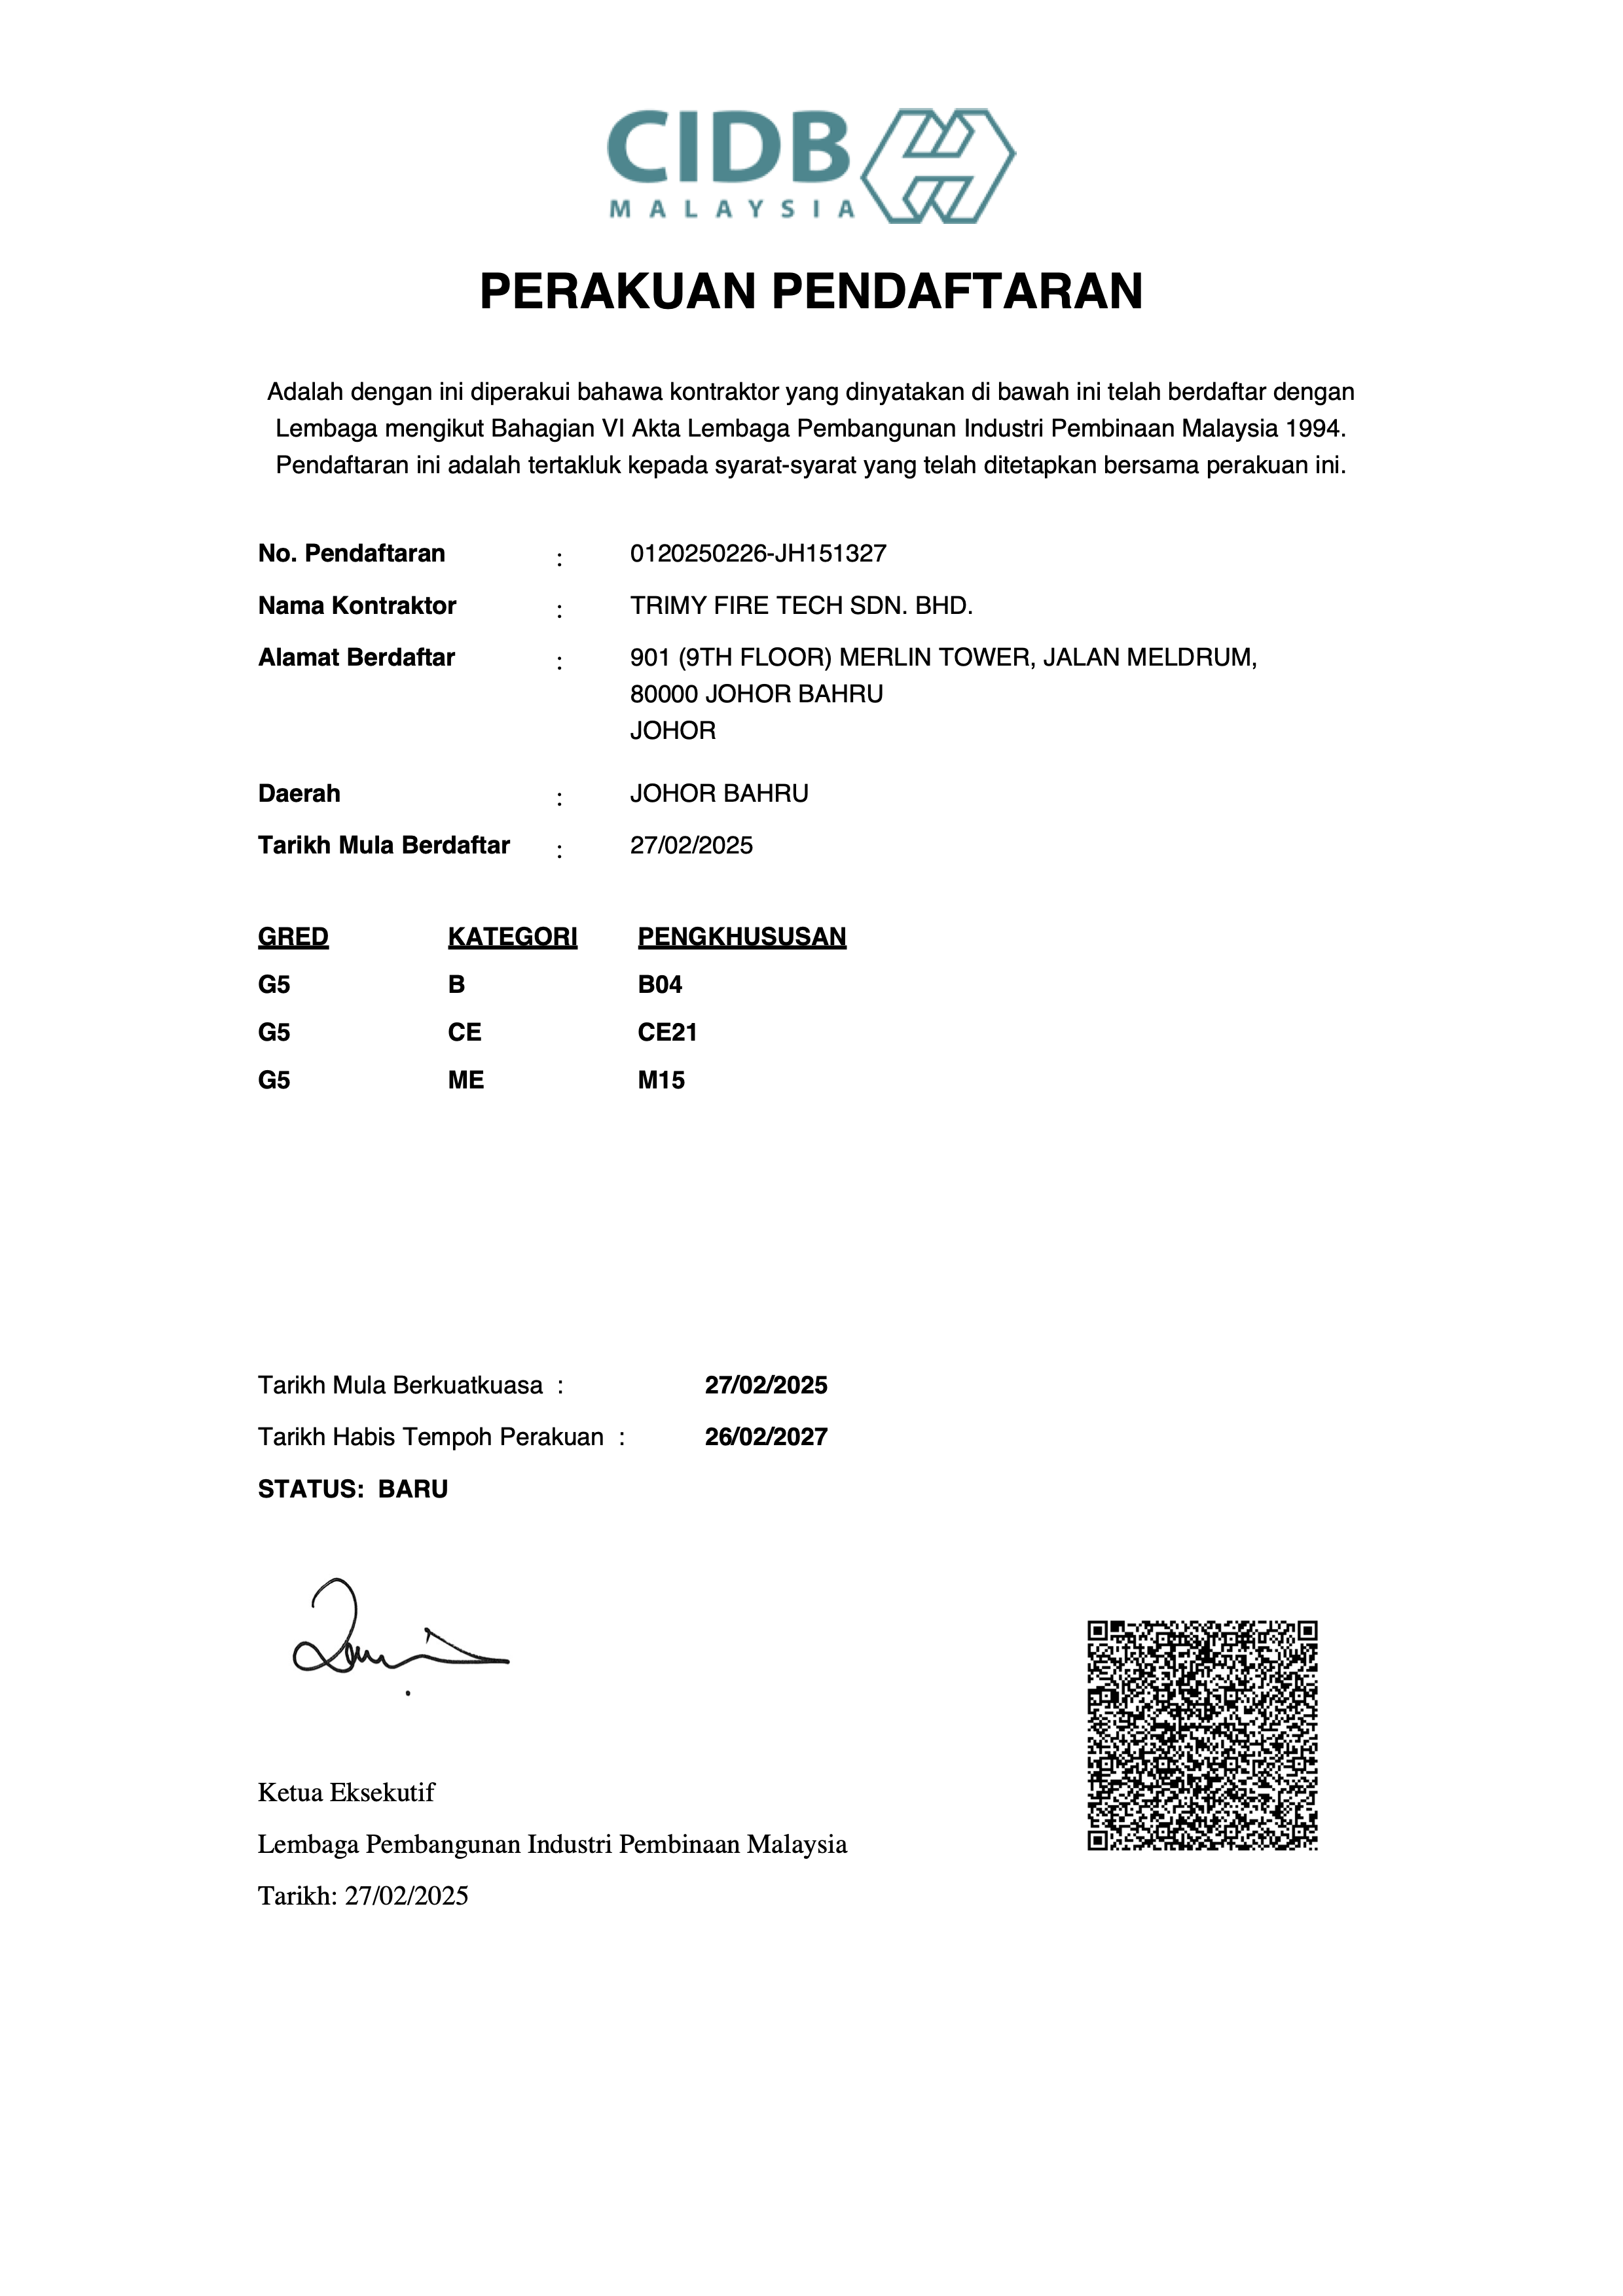 CIDB
MALAYSIA
PERAKUAN PENDAFTARAN
Adalah dengan ini diperakui bahawa kontraktor yang dinyatakan di bawah ini telah berdaftar dengan
Lembaga mengikut Bahagian VI Akta Lembaga Pembangunan Industri Pembinaan Malaysia 1994.
Pendaftaran ini adalah tertakluk kepada syarat-syarat yang telah ditetapkan bersama perakuan ini.
No. Pendaftaran : 0120250226-JH151327
Nama Kontraktor : TRIMY FIRE TECH SDN. BHD.
Alamat Berdaftar : 901 (9TH FLOOR) MERLIN TOWER, JALAN MELDRUM,
80000 JOHOR BAHRU
JOHOR
Daerah : JOHOR BAHRU
Tarikh Mula Berdaftar : 27/02/2025
GRED KATEGORI PENGKHUSUSAN
G5 B B04
G5 CE CE21
G5 ME M15
Tarikh Mula Berkuatkuasa : 27/02/2025
Tarikh Habis Tempoh Perakuan : 26/02/2027
STATUS: BARU
Ketua Eksekutif
Lembaga Pembangunan Industri Pembinaan Malaysia
Tarikh: 27/02/2025